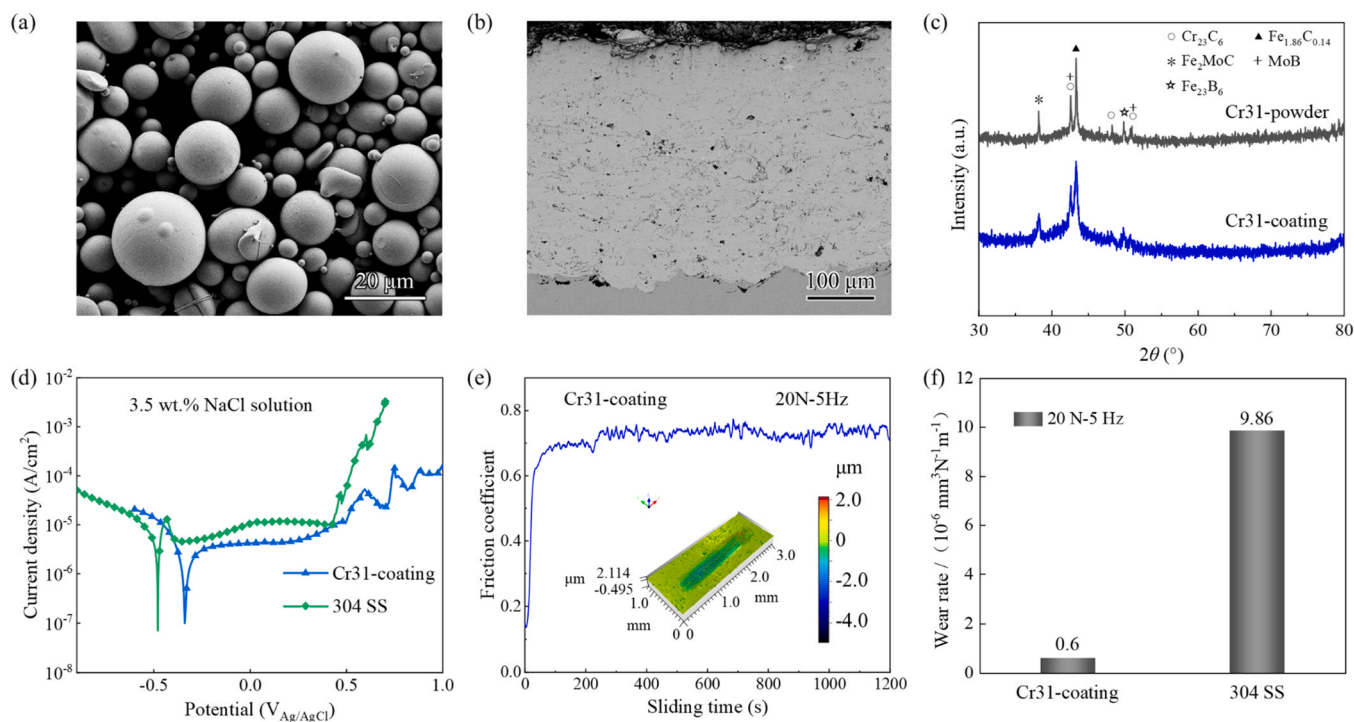 (a)
20 μm
(b)
100 μm
(c)
○ Cr₂₃C₆ ▲ Fe₁.₈₆C₀.₁₄
* Fe₂MoC + MoB
☆ Fe₂₃B₆
Cr31-powder
Cr31-coating
Intensity (a.u.)
30 40 50 60 70 80
2θ (°)
(d)
3.5 wt.% NaCl solution
10⁻²
10⁻³
10⁻⁴
10⁻⁵
10⁻⁶
10⁻⁷
10⁻⁸
Current density (A/cm²)
Cr31-coating
304 SS
-0.5 0.0 0.5 1.0
Potential (V_Ag/AgCl)
(e)
Cr31-coating 20N-5Hz
0.8
0.6
0.4
0.2
0.0
Friction coefficient
μm
2.0
0
-2.0
-4.0
μm 2.114
-0.495
1.0
mm
0 0
1.0
2.0
3.0
mm
0 200 400 600 800 1000 1200
Sliding time (s)
(f)
20 N-5 Hz
12
10
8
6
4
2
0
Wear rate / (10⁻⁶ mm³N⁻¹m⁻¹)
0.6
9.86
Cr31-coating 304 SS